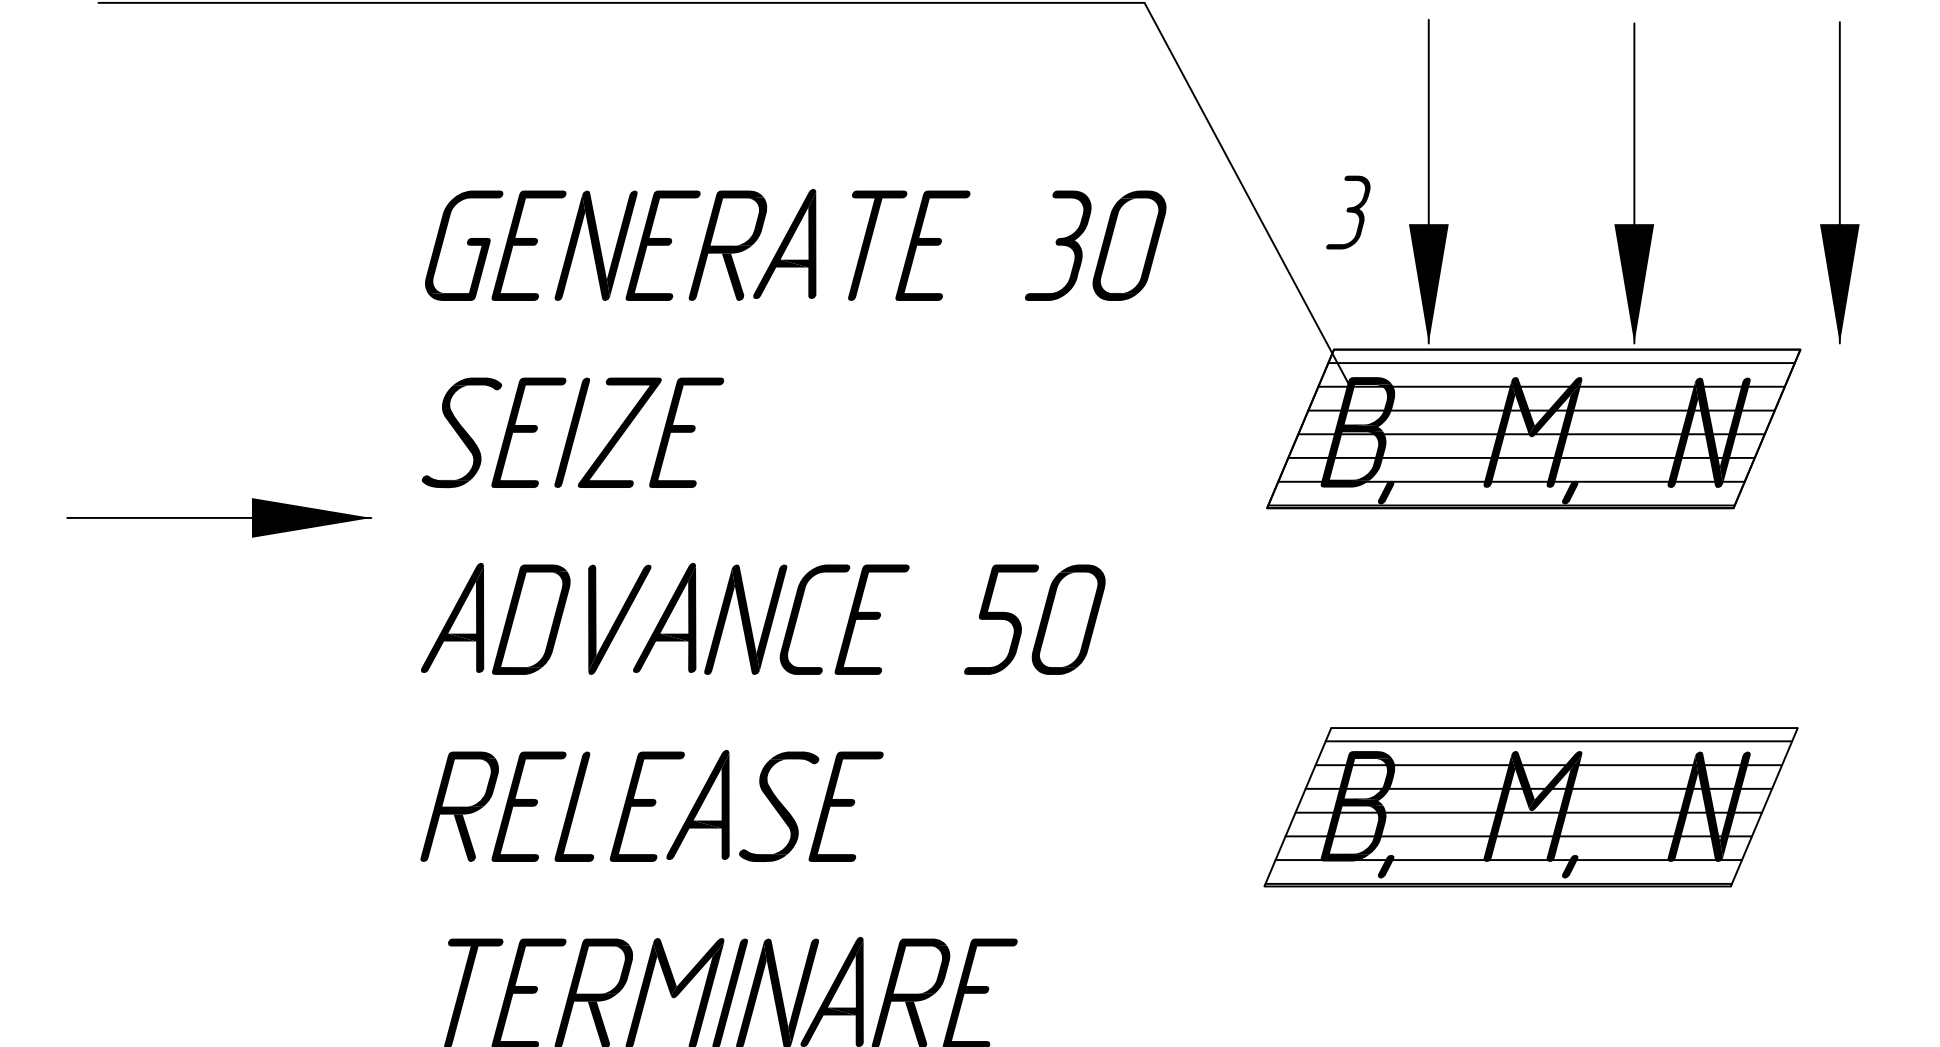 3
GENERATE 30
SEIZE B, M, N
ADVANCE 50
RELEASE B, M, N
TERMINARE